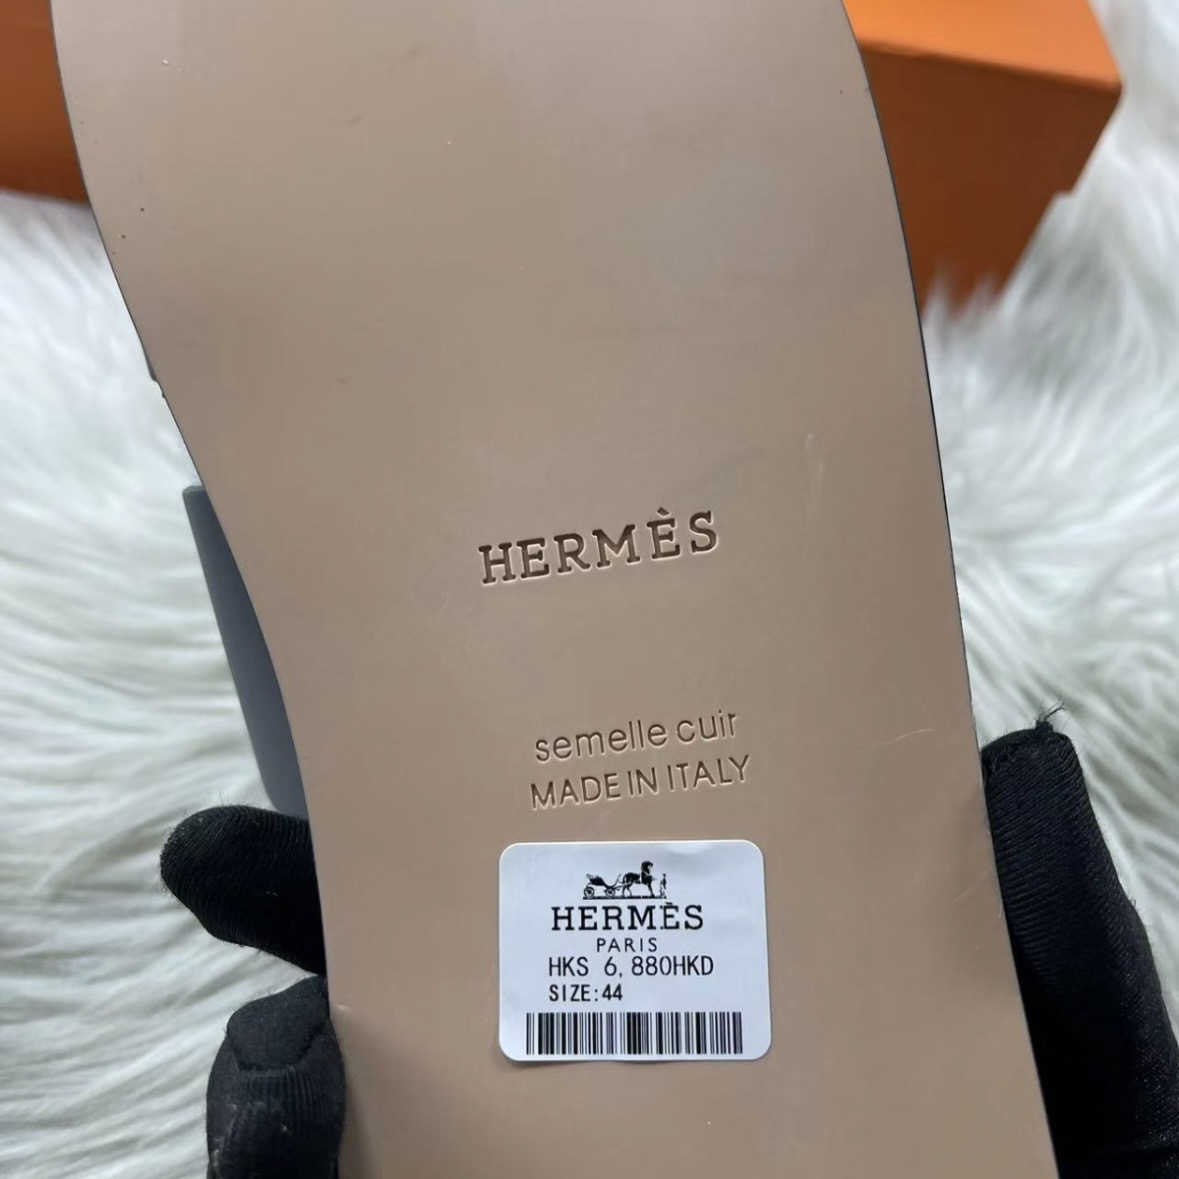 HERMÈS
semelle cuir
MADE IN ITALY
HERMÈS
PARIS
HKS 6,880HKD
SIZE:44